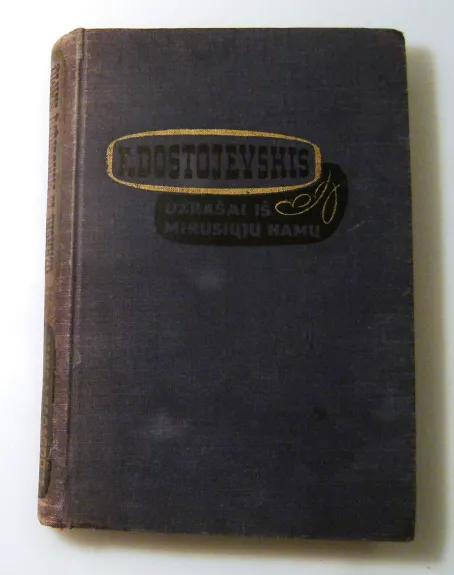 F. DOSTOJEVSKIS
UŽRAŠAI IŠ
MIRUSIŲJŲ NAMŲ